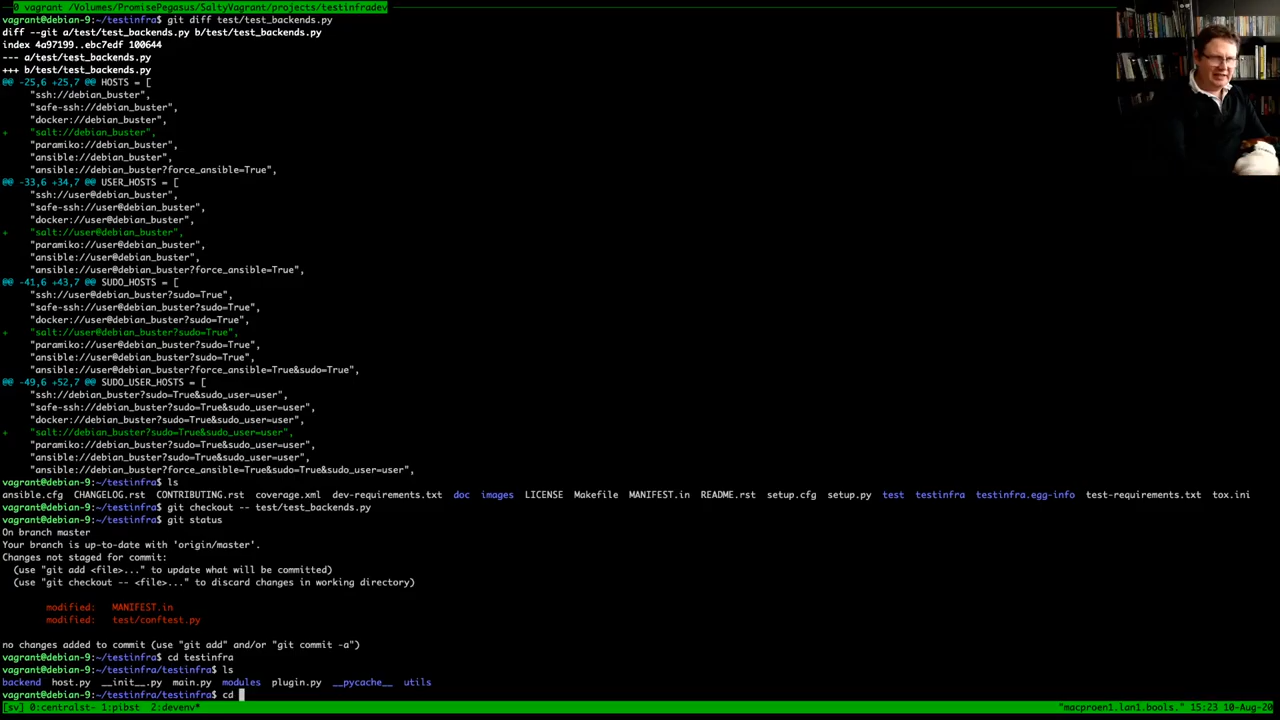 0 vagrant /Volumes/PromisePegasus/SaltyVagrant/projects/testinfradev
vagrant@debian-9:~/testinfra$ git diff test/test_backends.py
diff --git a/test/test_backends.py b/test/test_backends.py
index 4a97199..ebc7edf 100644
--- a/test/test_backends.py
+++ b/test/test_backends.py
@@ -25,6 +25,7 @@ HOSTS = [
"ssh://debian_buster",
"safe-ssh://debian_buster",
"docker://debian_buster",
+ "salt://debian_buster",
"paramiko://debian_buster",
"ansible://debian_buster",
"ansible://debian_buster?force_ansible=True",
@@ -33,6 +34,7 @@ USER_HOSTS = [
"ssh://user@debian_buster",
"safe-ssh://user@debian_buster",
"docker://user@debian_buster",
+ "salt://user@debian_buster",
"paramiko://user@debian_buster",
"ansible://user@debian_buster",
"ansible://user@debian_buster?force_ansible=True",
@@ -41,6 +43,7 @@ SUDO_HOSTS = [
"ssh://user@debian_buster?sudo=True",
"safe-ssh://user@debian_buster?sudo=True",
"docker://user@debian_buster?sudo=True",
+ "salt://user@debian_buster?sudo=True",
"paramiko://user@debian_buster?sudo=True",
"ansible://user@debian_buster?sudo=True",
"ansible://user@debian_buster?force_ansible=True&sudo=True",
@@ -49,6 +52,7 @@ SUDO_USER_HOSTS = [
"ssh://debian_buster?sudo=True&sudo_user=user",
"safe-ssh://debian_buster?sudo=True&sudo_user=user",
"docker://debian_buster?sudo=True&sudo_user=user",
+ "salt://debian_buster?sudo=True&sudo_user=user",
"paramiko://debian_buster?sudo=True&sudo_user=user",
"ansible://debian_buster?sudo=True&sudo_user=user",
"ansible://debian_buster?force_ansible=True&sudo=True&sudo_user=user",
vagrant@debian-9:~/testinfra$ ls
ansible.cfg CHANGELOG.rst CONTRIBUTING.rst coverage.xml dev-requirements.txt doc images LICENSE Makefile MANIFEST.in README.rst setup.cfg setup.py test testinfra testinfra.egg-info test-requirements.txt tox.ini
vagrant@debian-9:~/testinfra$ git checkout -- test/test_backends.py
vagrant@debian-9:~/testinfra$ git status
On branch master
Your branch is up-to-date with 'origin/master'.
Changes not staged for commit:
(use "git add <file>..." to update what will be committed)
(use "git checkout -- <file>..." to discard changes in working directory)
modified: MANIFEST.in
modified: test/conftest.py
no changes added to commit (use "git add" and/or "git commit -a")
vagrant@debian-9:~/testinfra$ cd testinfra
vagrant@debian-9:~/testinfra/testinfra$ ls
backend host.py __init__.py main.py modules plugin.py __pycache__ utils
vagrant@debian-9:~/testinfra/testinfra$ cd
[sv] 0:centralst- 1:pibst 2:devenv* "macproen1.lan1.bools." 15:23 10-Aug-20